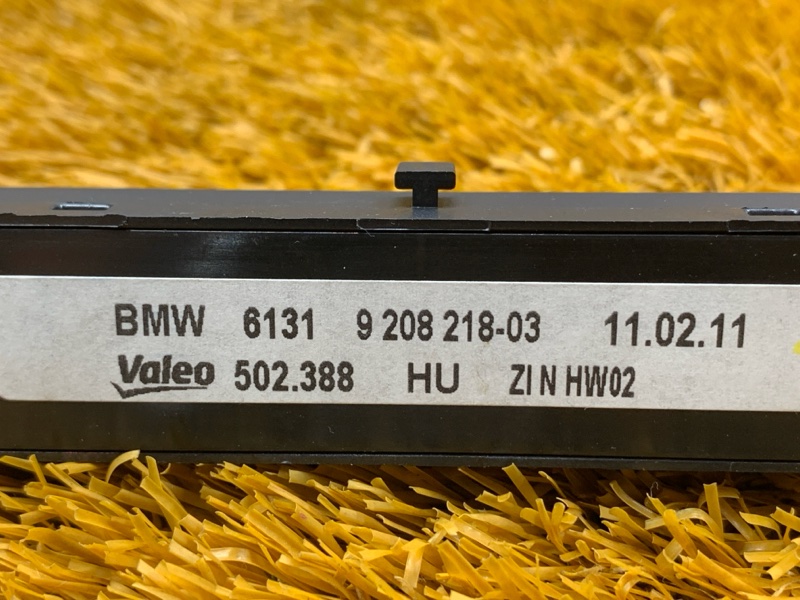 BMW 6131 9 208 218-03 11.02.11
Valeo 502.388 HU ZI N HW02